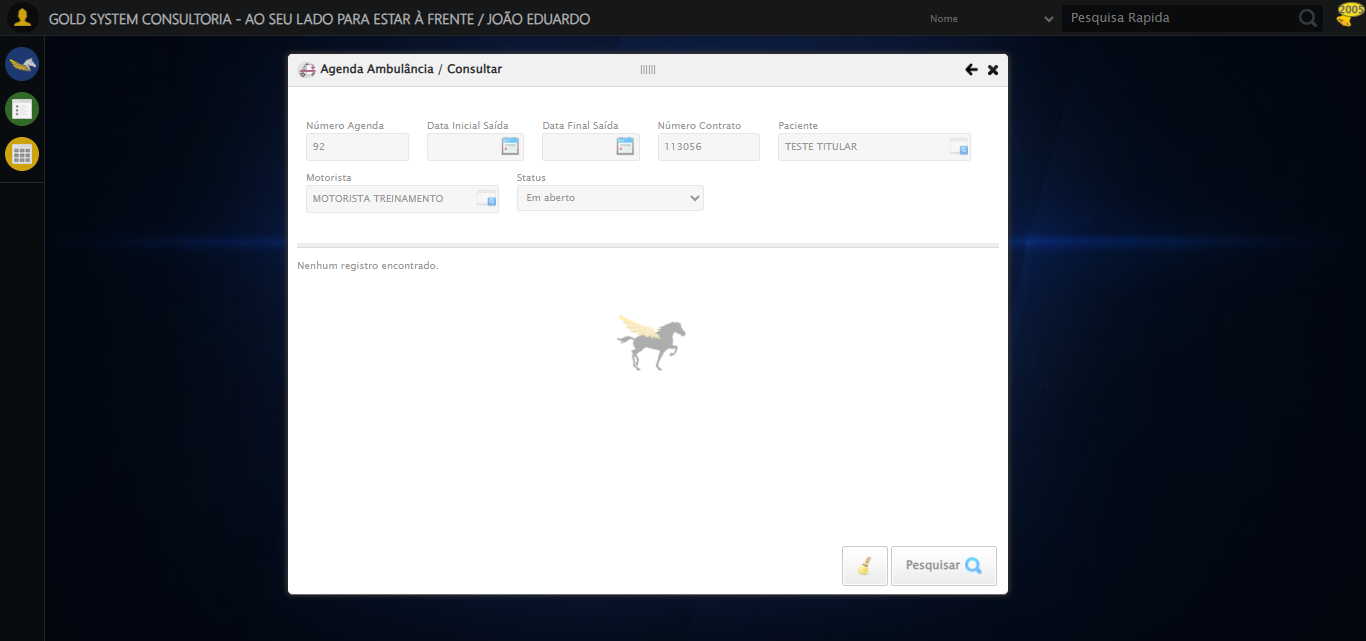 GOLD SYSTEM CONSULTORIA - AO SEU LADO PARA ESTAR À FRENTE / JOÃO EDUARDO
Nome
Pesquisa Rapida
2005
Agenda Ambulância / Consultar
Número Agenda Data Inicial Saída Data Final Saída Número Contrato Paciente
92 113056 TESTE TITULAR
Motorista Status
MOTORISTA TREINAMENTO Em aberto
Nenhum registro encontrado.
Pesquisar